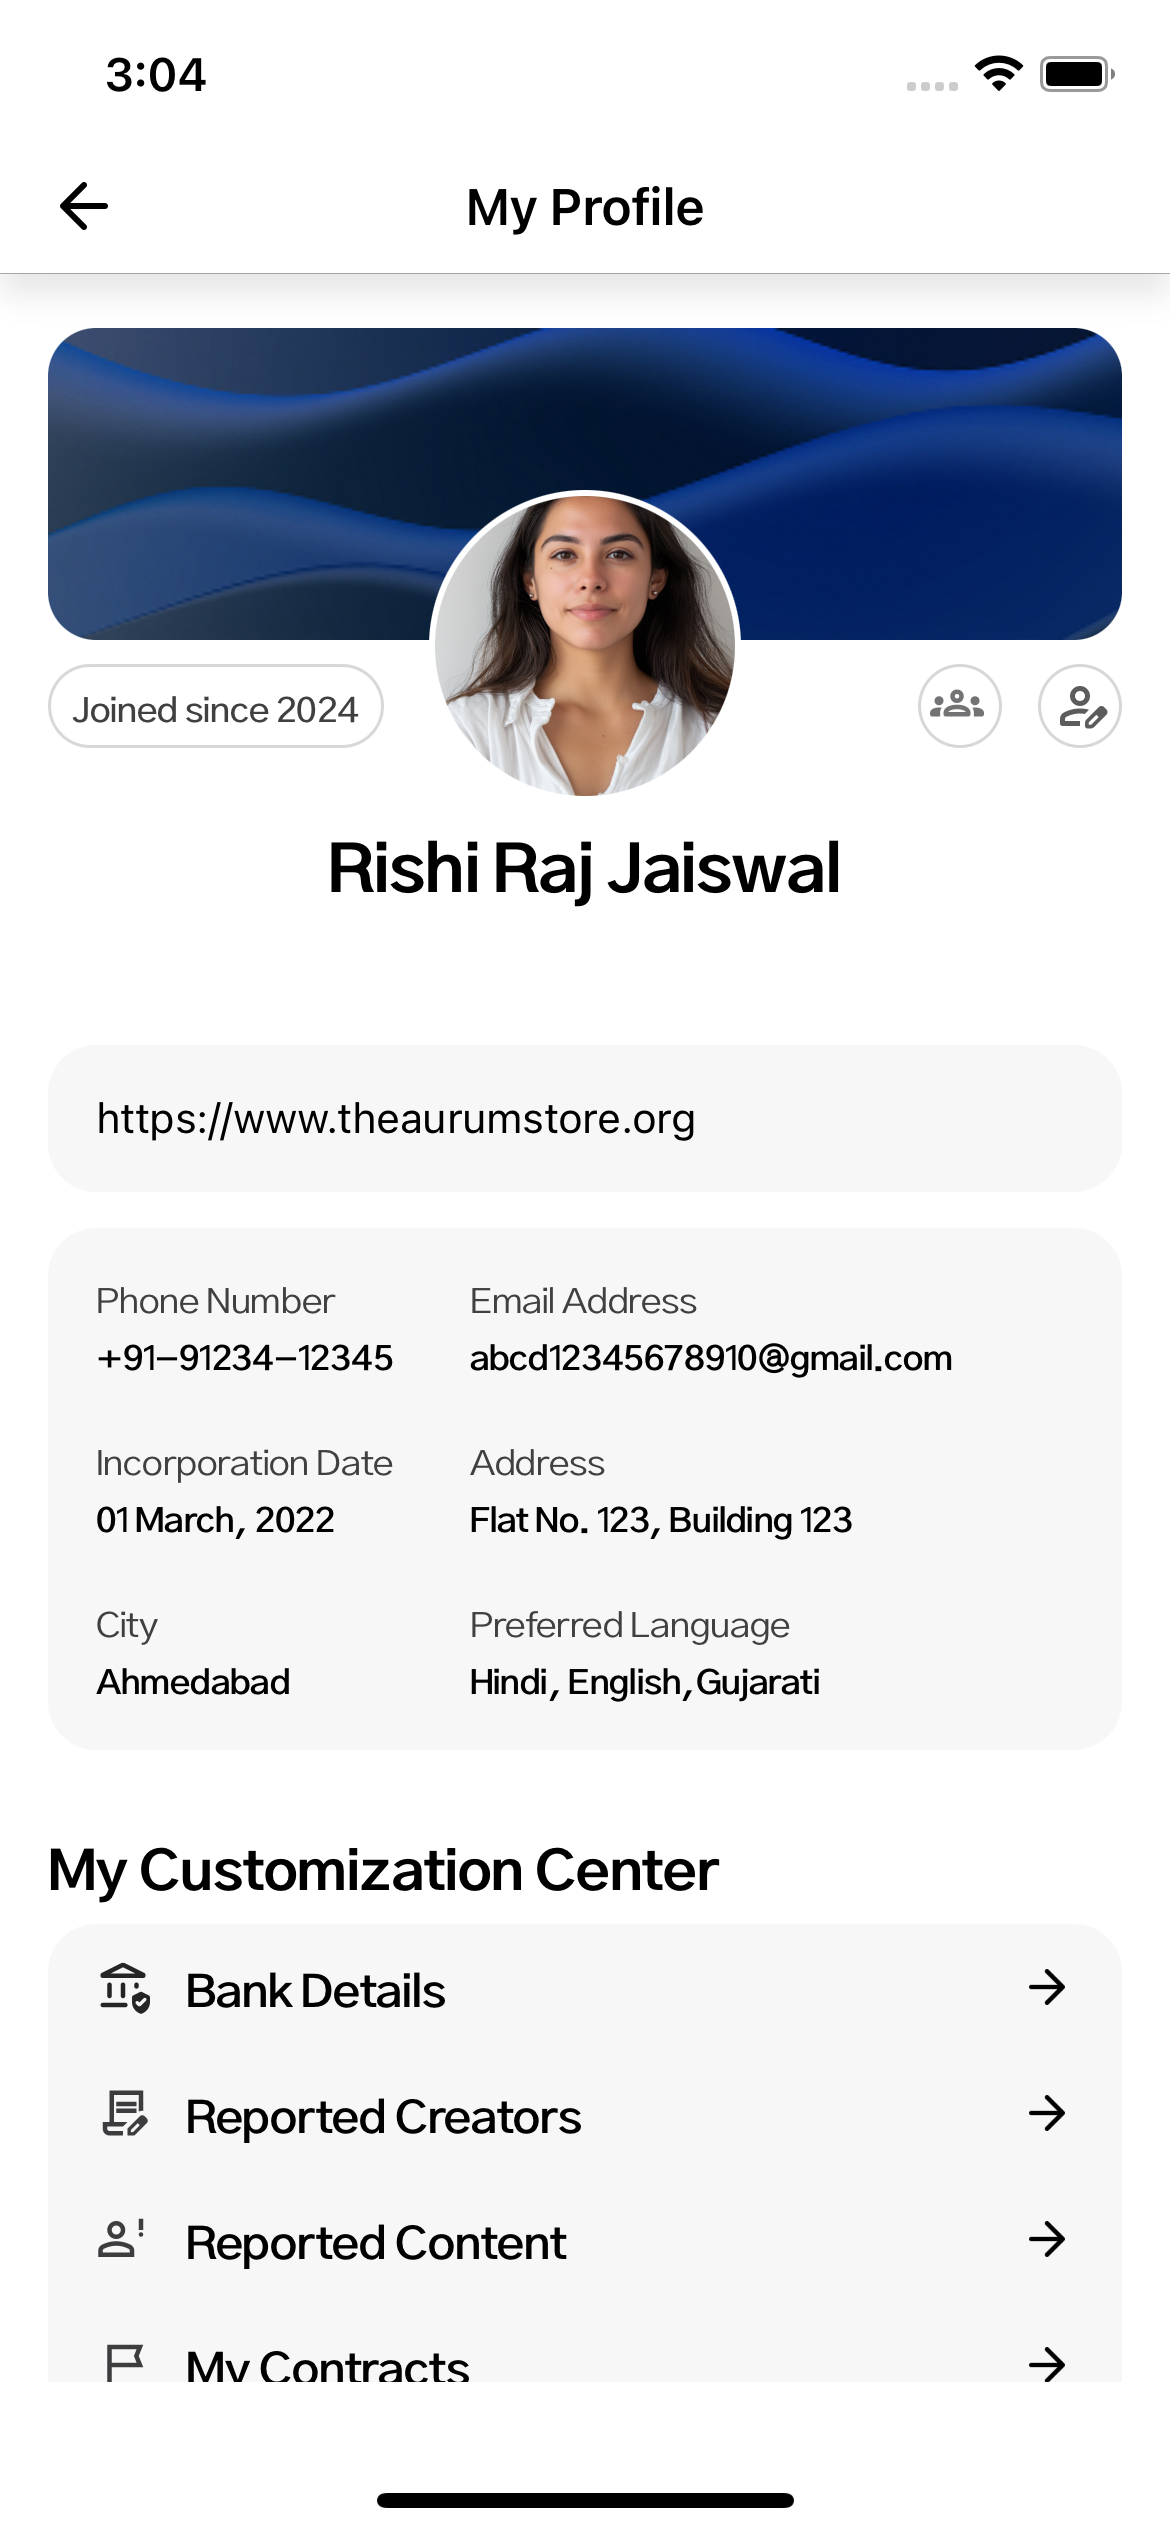 3:04
My Profile
Joined since 2024
Rishi Raj Jaiswal
https://www.theaurumstore.org
Phone Number
Email Address
+91-91234-12345
abcd12345678910@gmail.com
Incorporation Date
Address
01 March, 2022
Flat No. 123, Building 123
City
Preferred Language
Ahmedabad
Hindi, English,Gujarati
My Customization Center
Bank Details
Reported Creators
Reported Content
My Contracts